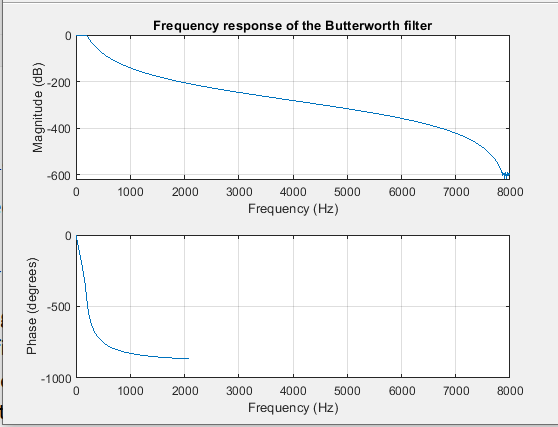 Frequency response of the Butterworth filter
0
-200
-400
-600
Magnitude (dB)
0 1000 2000 3000 4000 5000 6000 7000 8000
Frequency (Hz)
0
-500
-1000
Phase (degrees)
0 1000 2000 3000 4000 5000 6000 7000 8000
Frequency (Hz)